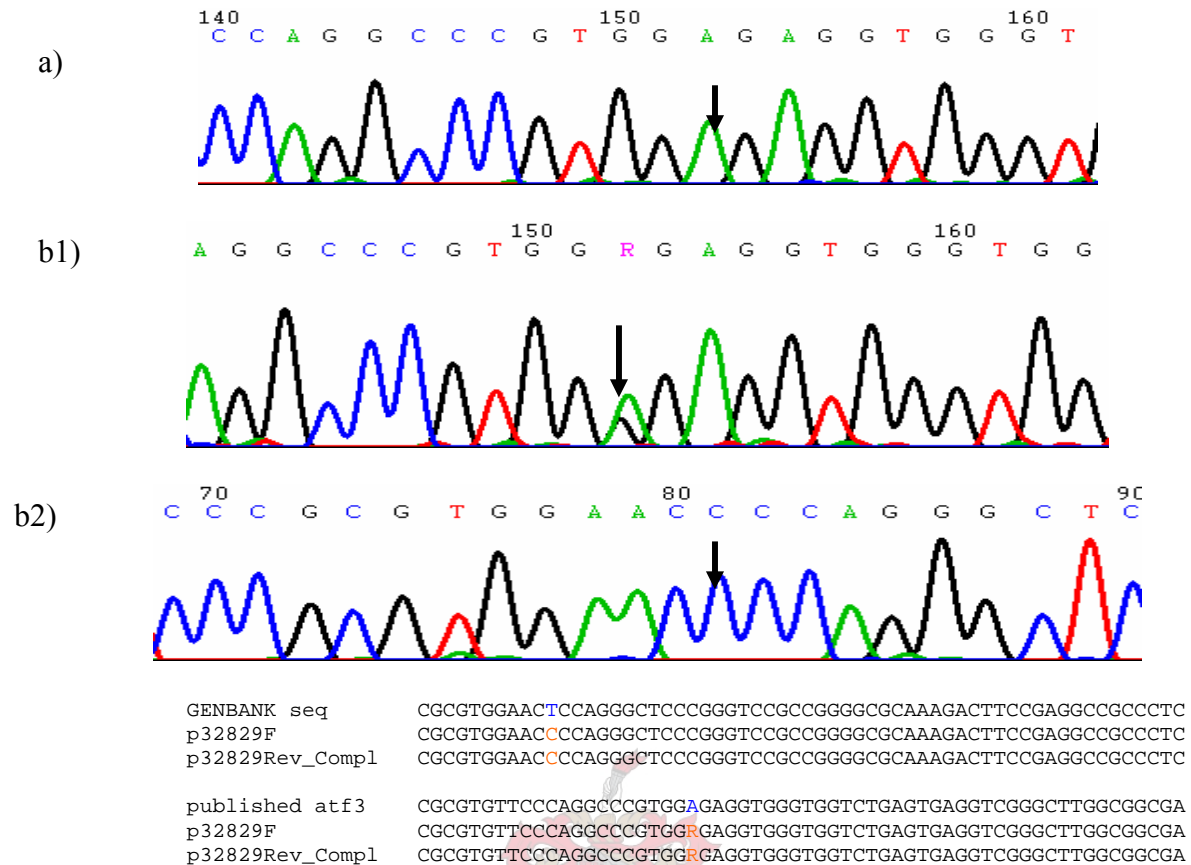 140 150 160
C C A G G C C C G T G G A G A G G T G G G T
a)
150 160
A G G C C C G T G G R G A G G T G G G T G G
b1)
70 80 90
C C C G C G T G G A A C C C C A G G G C T C
b2)
GENBANK seq CGCGTGGAACTCCAGGGCTCCCGGGTCCGCCGGGGCGCAAAGACTTCCGAGGCCGCCCTC
p32829F CGCGTGGAACCCCAGGGCTCCCGGGTCCGCCGGGGCGCAAAGACTTCCGAGGCCGCCCTC
p32829Rev_Compl CGCGTGGAACCCCAGGGCTCCCGGGTCCGCCGGGGCGCAAAGACTTCCGAGGCCGCCCTC
published atf3 CGCGTGTTCCCAGGCCCGTGGAGAGGTGGGTGGTCTGAGTGAGGTCGGGCTTGGCGGCGA
p32829F CGCGTGTTCCCAGGCCCGTGGRGAGGTGGGTGGTCTGAGTGAGGTCGGGCTTGGCGGCGA
p32829Rev_Compl CGCGTGTTCCCAGGCCCGTGGRGAGGTGGGTGGTCTGAGTGAGGTCGGGCTTGGCGGCGA